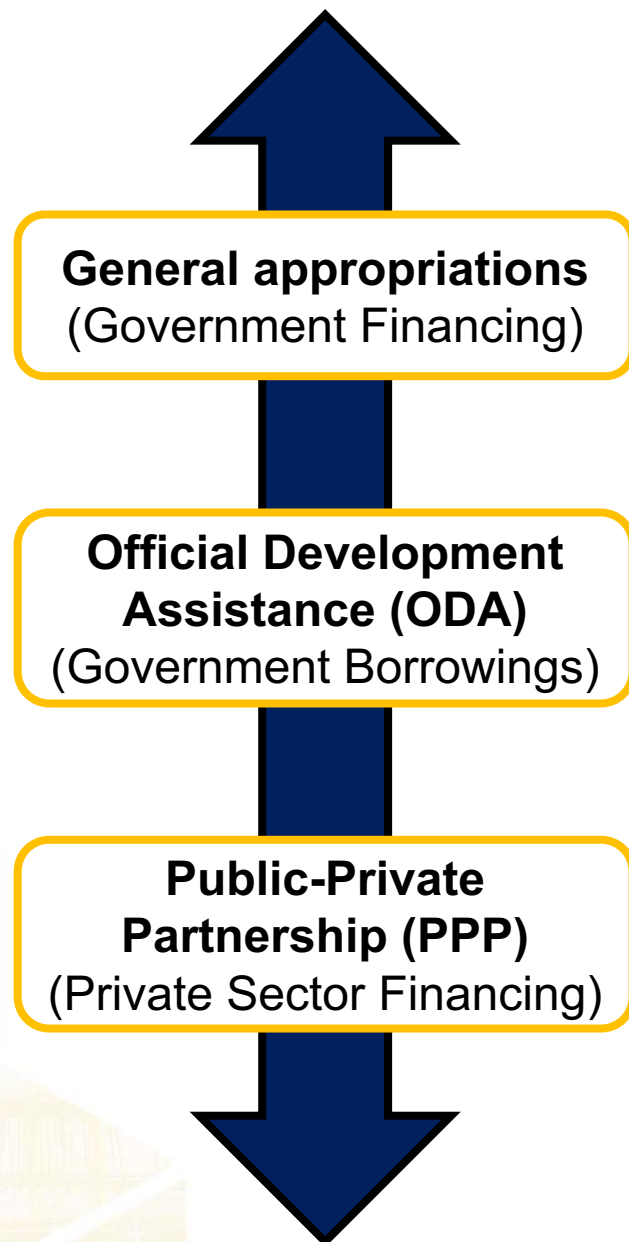 General appropriations
(Government Financing)
Official Development
Assistance (ODA)
(Government Borrowings)
Public-Private
Partnership (PPP)
(Private Sector Financing)